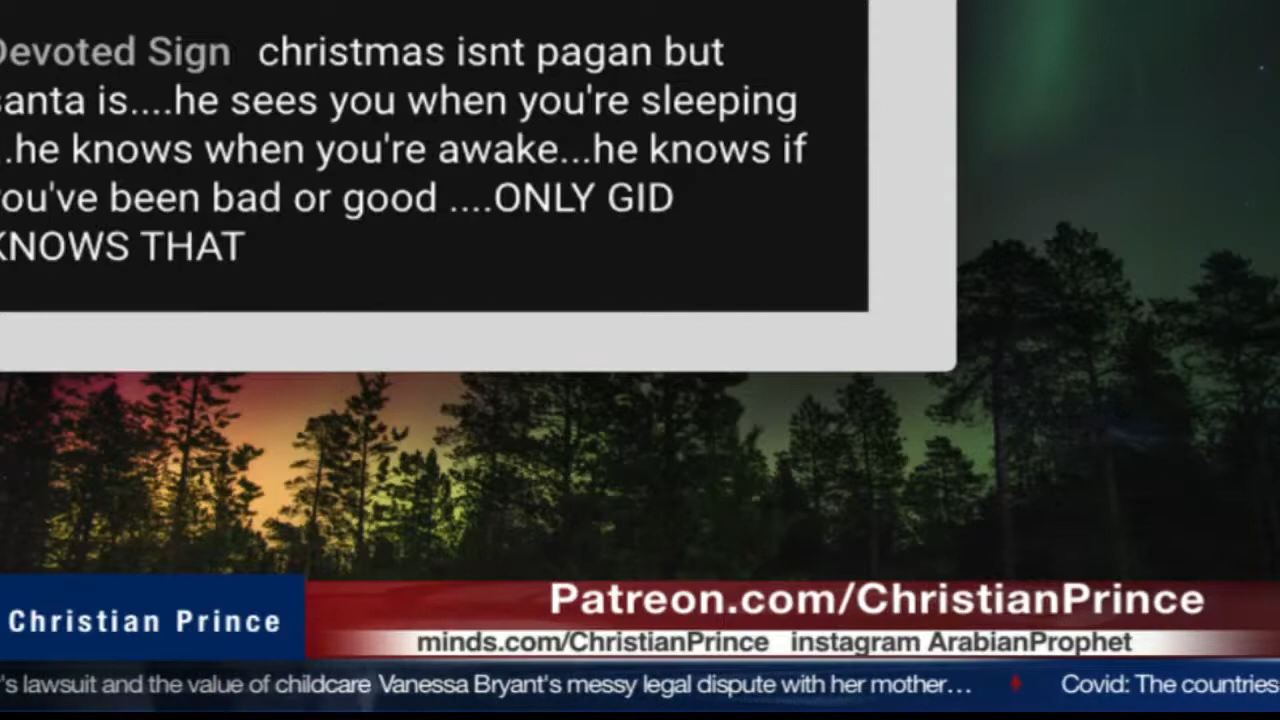 Devoted Sign christmas isnt pagan but
santa is....he sees you when you're sleeping
..he knows when you're awake...he knows if
you've been bad or good ....ONLY GID
KNOWS THAT
Christian Prince
Patreon.com/ChristianPrince
minds.com/ChristianPrince instagram ArabianProphet
's lawsuit and the value of childcare Vanessa Bryant's messy legal dispute with her mother… Covid: The countries